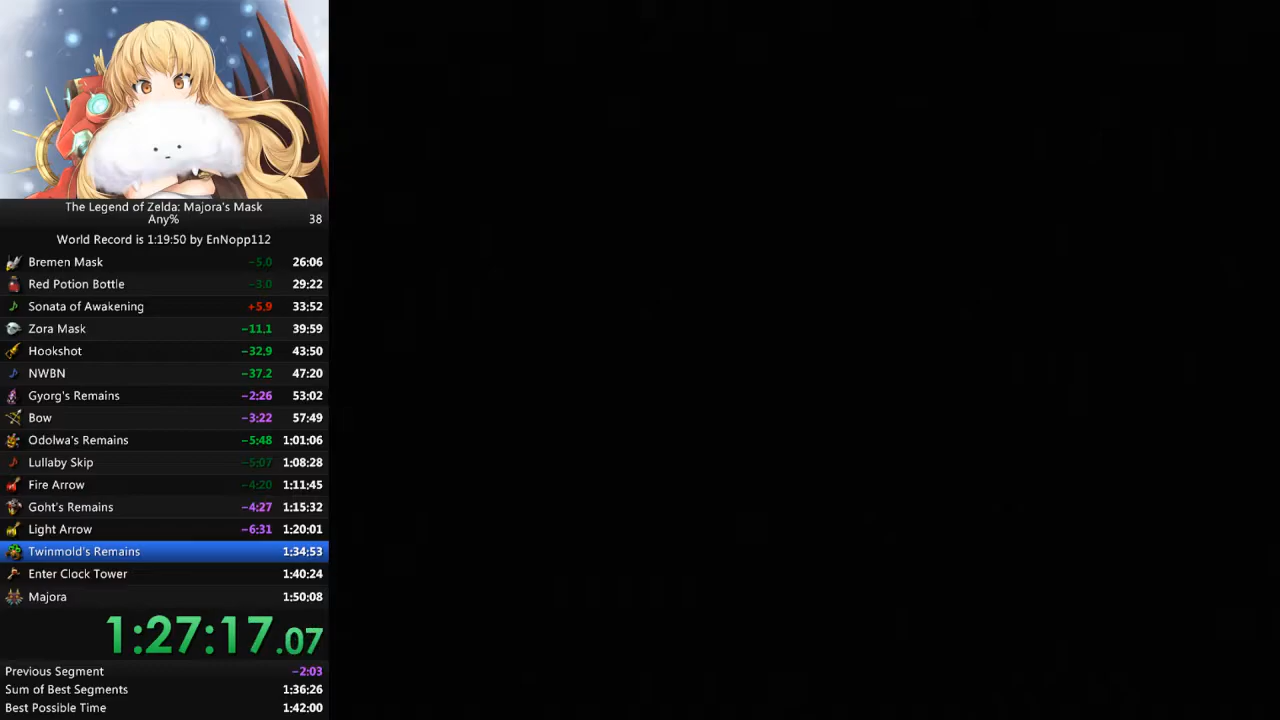 The Legend of Zelda: Majora's Mask
Any% 38
World Record is 1:19:50 by EnNopp112
Bremen Mask -5.0 26:06
Red Potion Bottle -3.0 29:22
Sonata of Awakening +5.9 33:52
Zora Mask -11.1 39:59
Hookshot -32.9 43:50
NWBN -37.2 47:20
Gyorg's Remains -2:26 53:02
Bow -3:22 57:49
Odolwa's Remains -5:48 1:01:06
Lullaby Skip -5:07 1:08:28
Fire Arrow -4:20 1:11:45
Goht's Remains -4:27 1:15:32
Light Arrow -6:31 1:20:01
Twinmold's Remains 1:34:53
Enter Clock Tower 1:40:24
Majora 1:50:08
1:27:17.07
Previous Segment -2:03
Sum of Best Segments 1:36:26
Best Possible Time 1:42:00